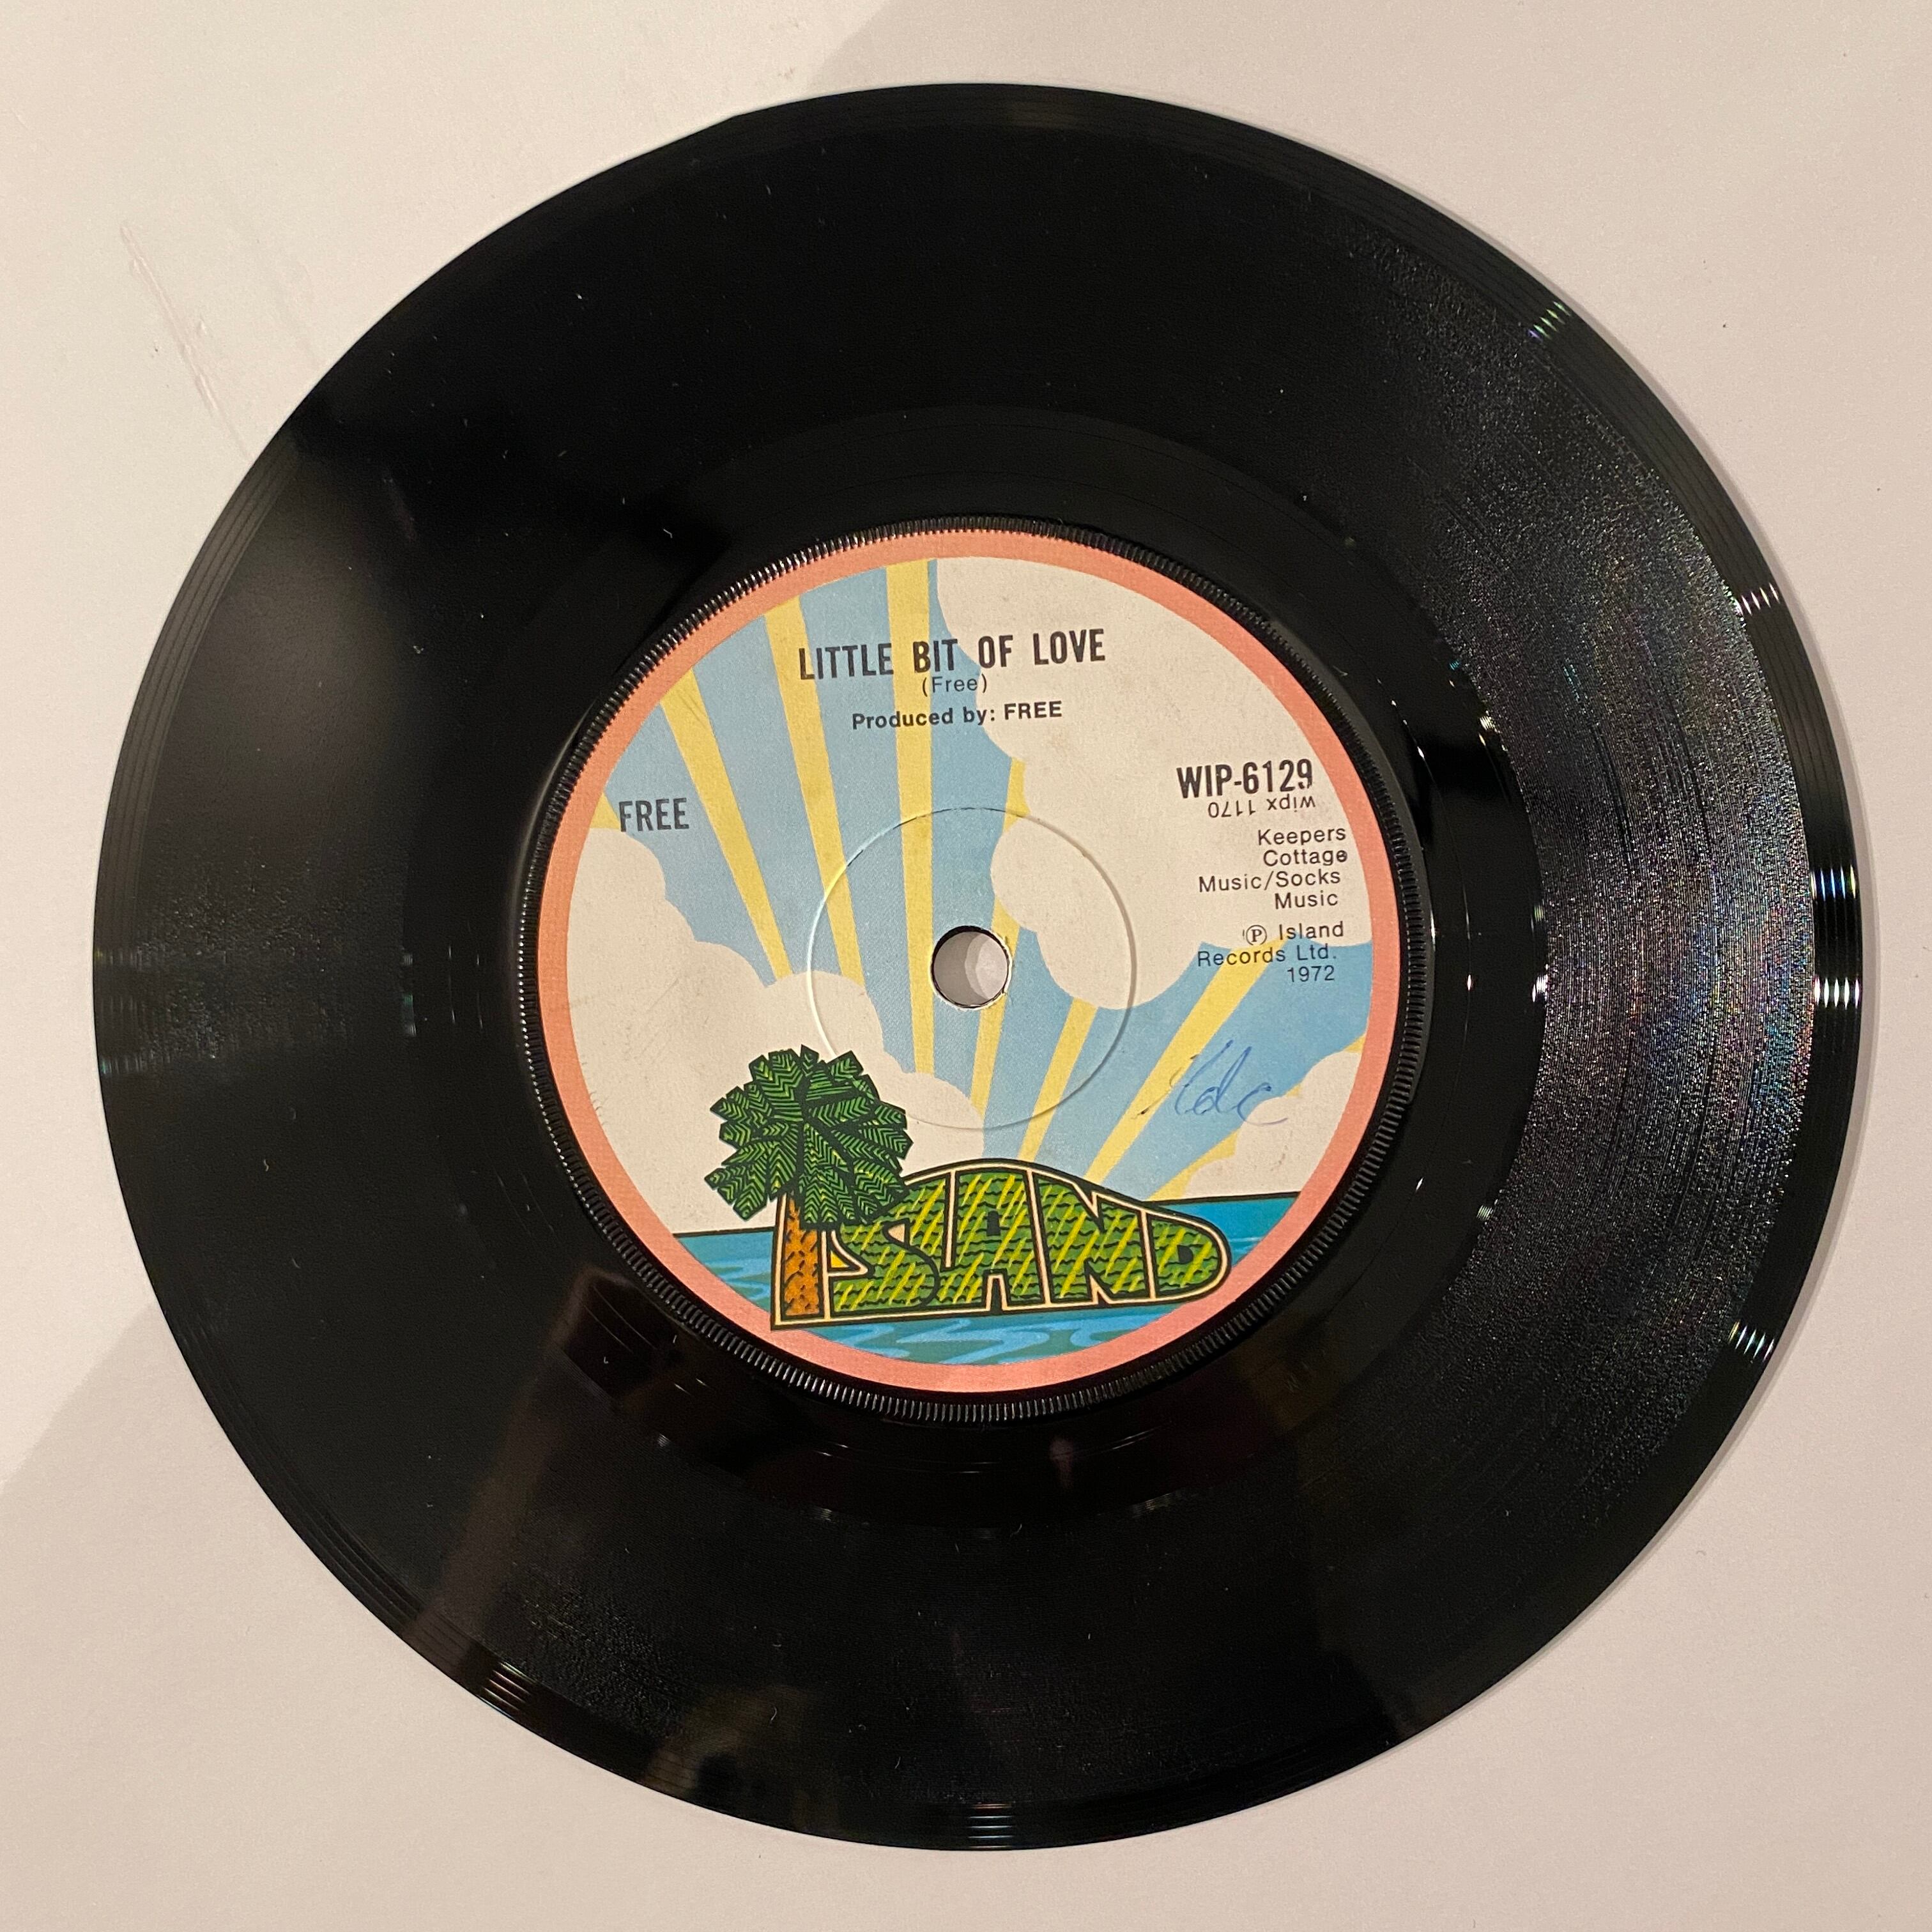 LITTLE BIT OF LOVE
(Free)
Produced by: FREE
FREE
WIP-6129
wipx 1170
Keepers
Cottage
Music/Socks
Music
℗ Island
Records Ltd.
1972
ISLAND